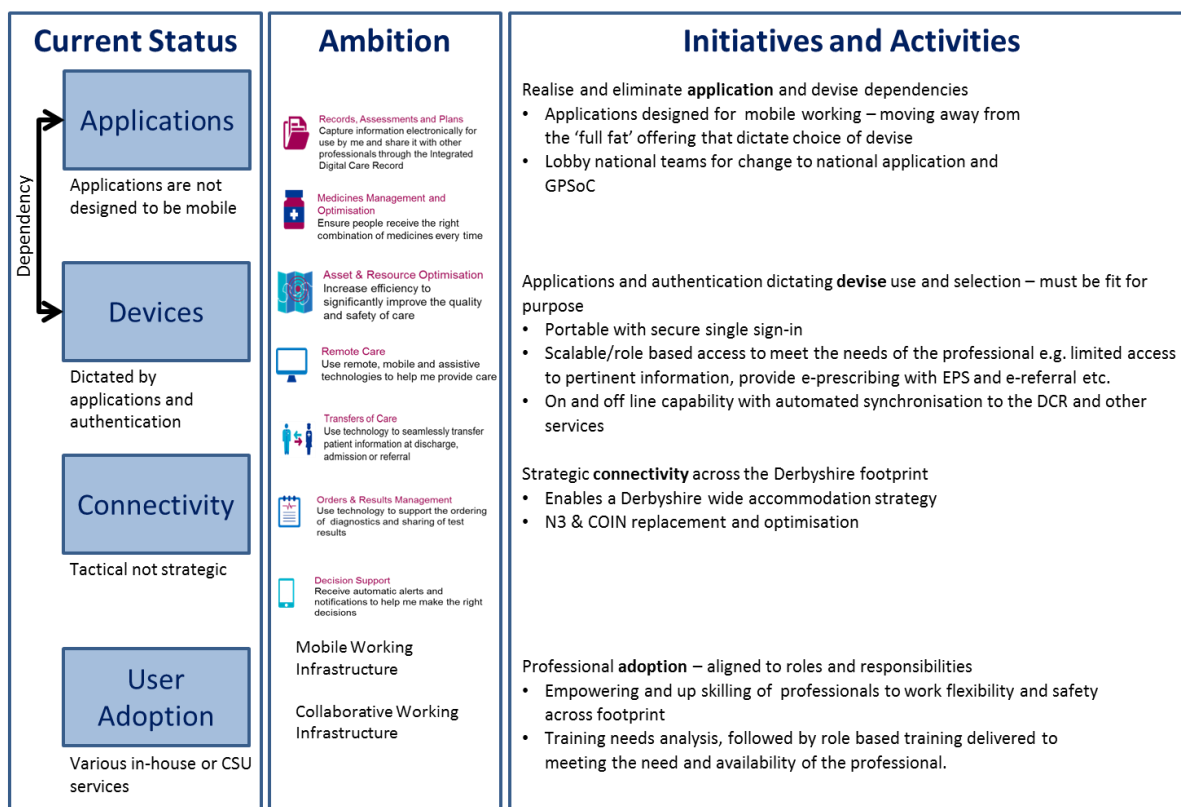 Current Status
Applications
Applications are not
designed to be mobile
Dependency
Devices
Dictated by
applications and
authentication
Connectivity
Tactical not strategic
User
Adoption
Various in-house or CSU
services
Ambition
Records, Assessments and Plans
Capture information electronically for
use by me and share it with other
professionals through the Integrated
Digital Care Record
Medicines Management and
Optimisation
Ensure people receive the right
combination of medicines every time
Asset & Resource Optimisation
Increase efficiency to
significantly improve the quality
and safety of care
Remote Care
Use remote, mobile and assistive
technologies to help me provide care
Transfers of Care
Use technology to seamlessly transfer
patient information at discharge,
admission or referral
Orders & Results Management
Use technology to support the ordering
of diagnostics and sharing of test
results
Decision Support
Receive automatic alerts and
notifications to help me make the right
decisions
Mobile Working
Infrastructure
Collaborative Working
Infrastructure
Initiatives and Activities
Realise and eliminate application and devise dependencies
• Applications designed for mobile working – moving away from
the ‘full fat’ offering that dictate choice of devise
• Lobby national teams for change to national application and
GPSoC
Applications and authentication dictating devise use and selection – must be fit for
purpose
• Portable with secure single sign-in
• Scalable/role based access to meet the needs of the professional e.g. limited access
to pertinent information, provide e-prescribing with EPS and e-referral etc.
• On and off line capability with automated synchronisation to the DCR and other
services
Strategic connectivity across the Derbyshire footprint
• Enables a Derbyshire wide accommodation strategy
• N3 & COIN replacement and optimisation
Professional adoption – aligned to roles and responsibilities
• Empowering and up skilling of professionals to work flexibility and safety
across footprint
• Training needs analysis, followed by role based training delivered to
meeting the need and availability of the professional.